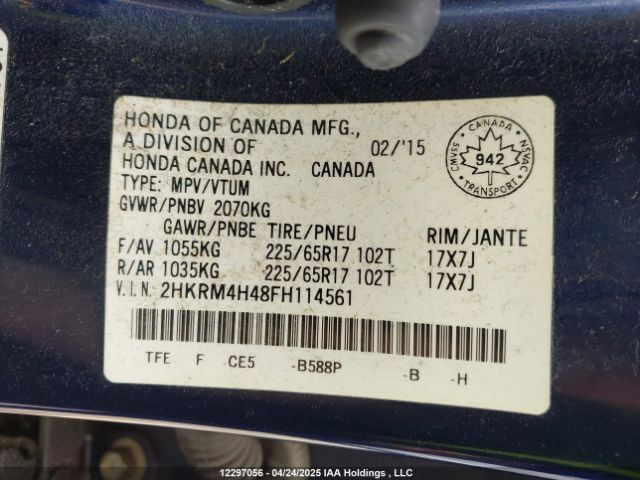 HONDA OF CANADA MFG.,
A DIVISION OF 02/'15
HONDA CANADA INC. CANADA
TYPE: MPV/VTUM
GVWR/PNBV 2070KG
GAWR/PNBE TIRE/PNEU RIM/JANTE
F/AV 1055KG 225/65R17 102T 17X7J
R/AR 1035KG 225/65R17 102T 17X7J
V.I.N. 2HKRM4H48FH114561
TFE F CE5 -B588P -B -H
CANADA
CMVSS
942
NSVAC
TRANSPORT
12297056 - 04/24/2025 IAA Holdings , LLC